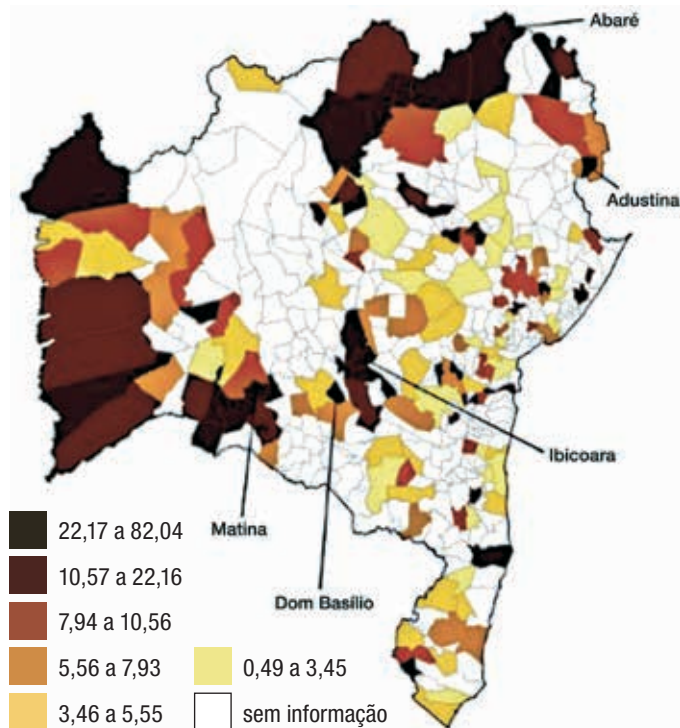 Abaré
Adustina
Ibicoara
Matina
Dom Basílio
22,17 a 82,04
10,57 a 22,16
7,94 a 10,56
5,56 a 7,93
0,49 a 3,45
3,46 a 5,55
sem informação